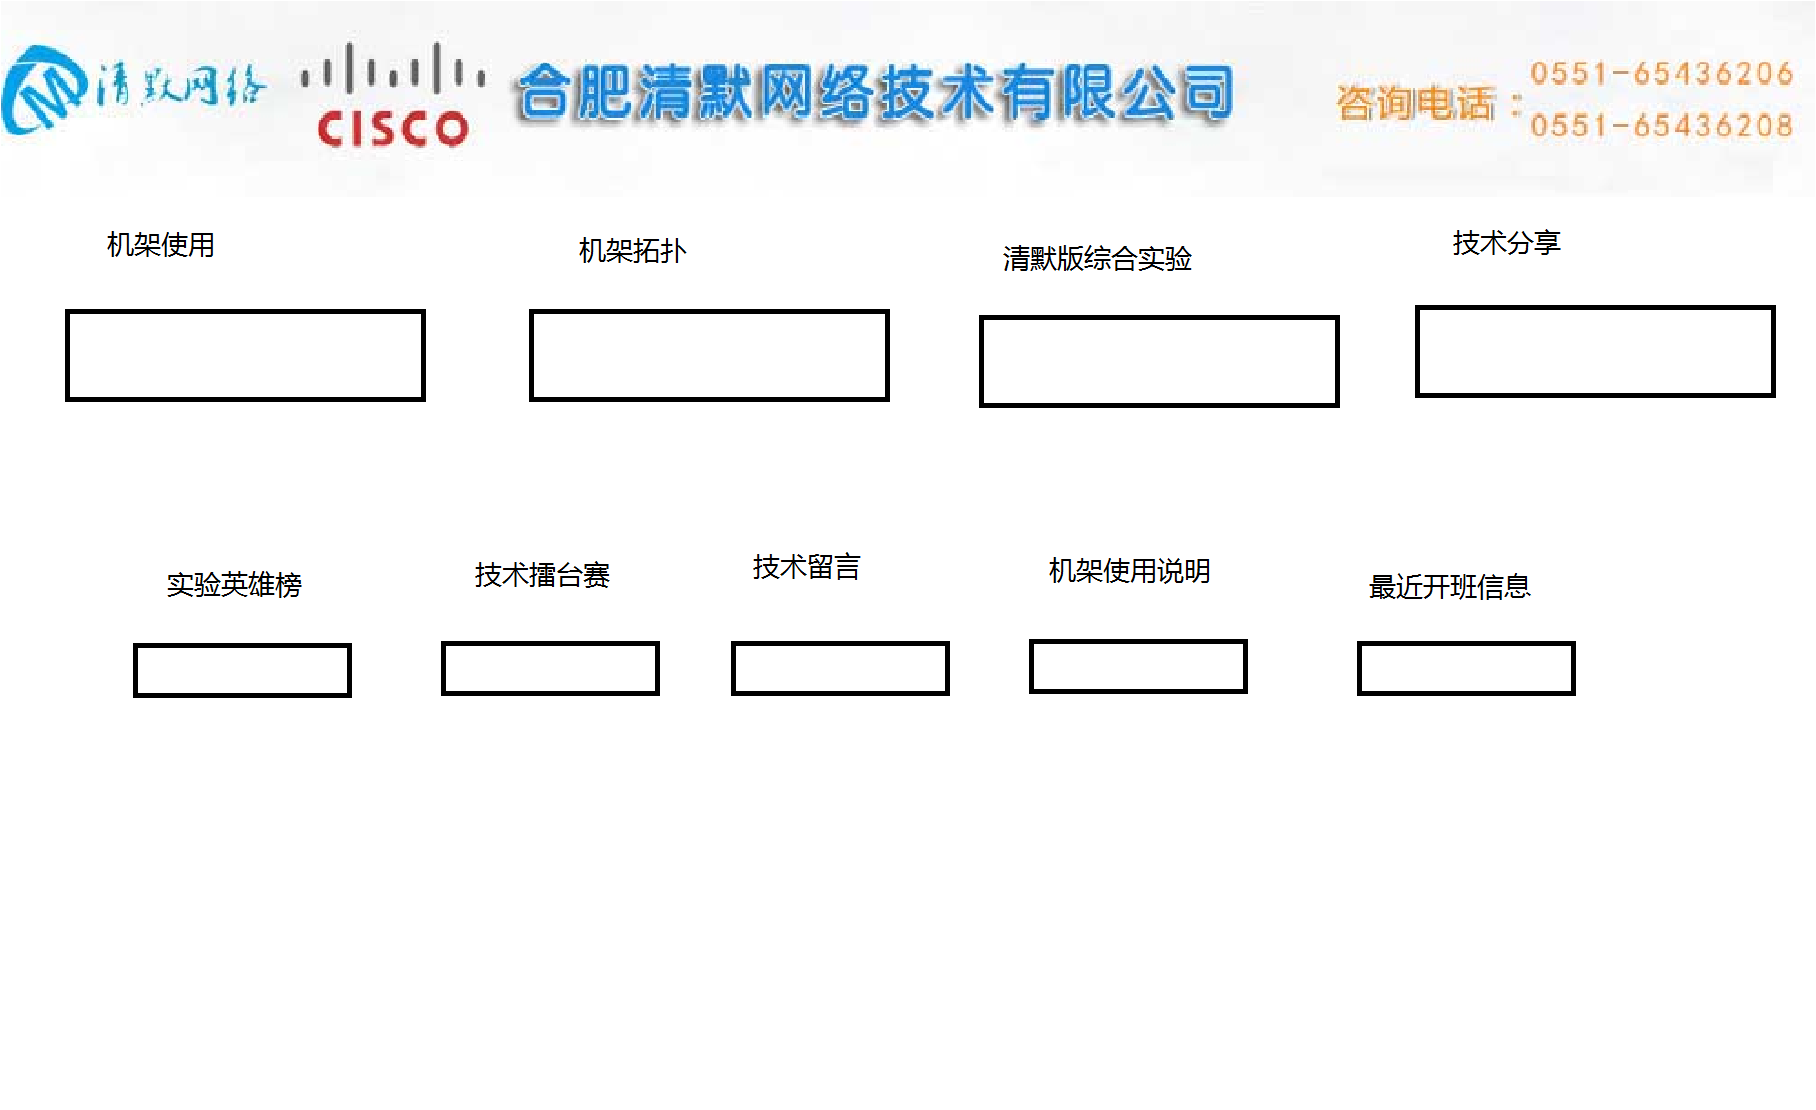 清默网络
CISCO
合肥清默网络技术有限公司
咨询电话：
0551-65436206
0551-65436208
机架使用
机架拓扑
清默版综合实验
技术分享
实验英雄榜
技术擂台赛
技术留言
机架使用说明
最近开班信息